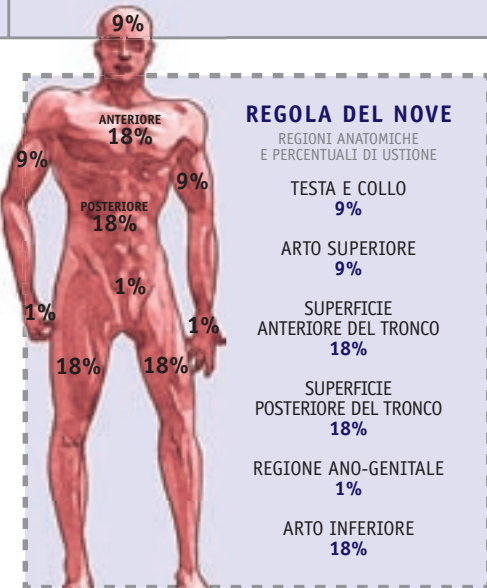 9%
ANTERIORE
18%
9%
9%
POSTERIORE
18%
1%
1%
1%
18%
18%
REGOLA DEL NOVE
REGIONI ANATOMICHE
E PERCENTUALI DI USTIONE
TESTA E COLLO
9%
ARTO SUPERIORE
9%
SUPERFICIE
ANTERIORE DEL TRONCO
18%
SUPERFICIE
POSTERIORE DEL TRONCO
18%
REGIONE ANO-GENITALE
1%
ARTO INFERIORE
18%